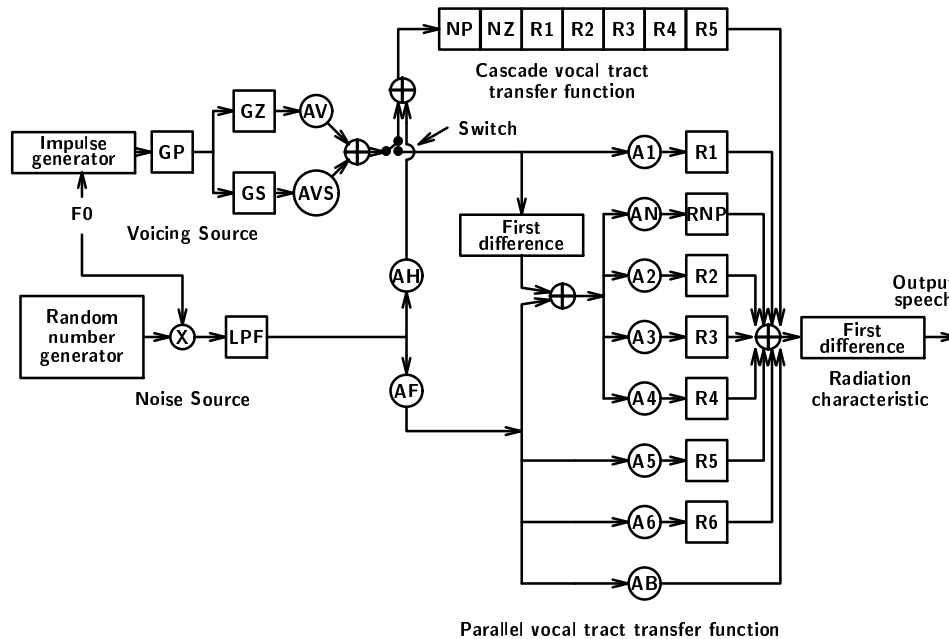 NP NZ R1 R2 R3 R4 R5
Cascade vocal tract
transfer function
GZ AV
Switch
Impulse
generator
GP
A1 R1
GS AVS
F0
Voicing Source
AN RNP
First
difference
AH
A2 R2
Output
speech
Random
number
generator
X
LPF
A3 R3
First
difference
Noise Source
AF
A4 R4
Radiation
characteristic
A5 R5
A6 R6
AB
Parallel vocal tract transfer function